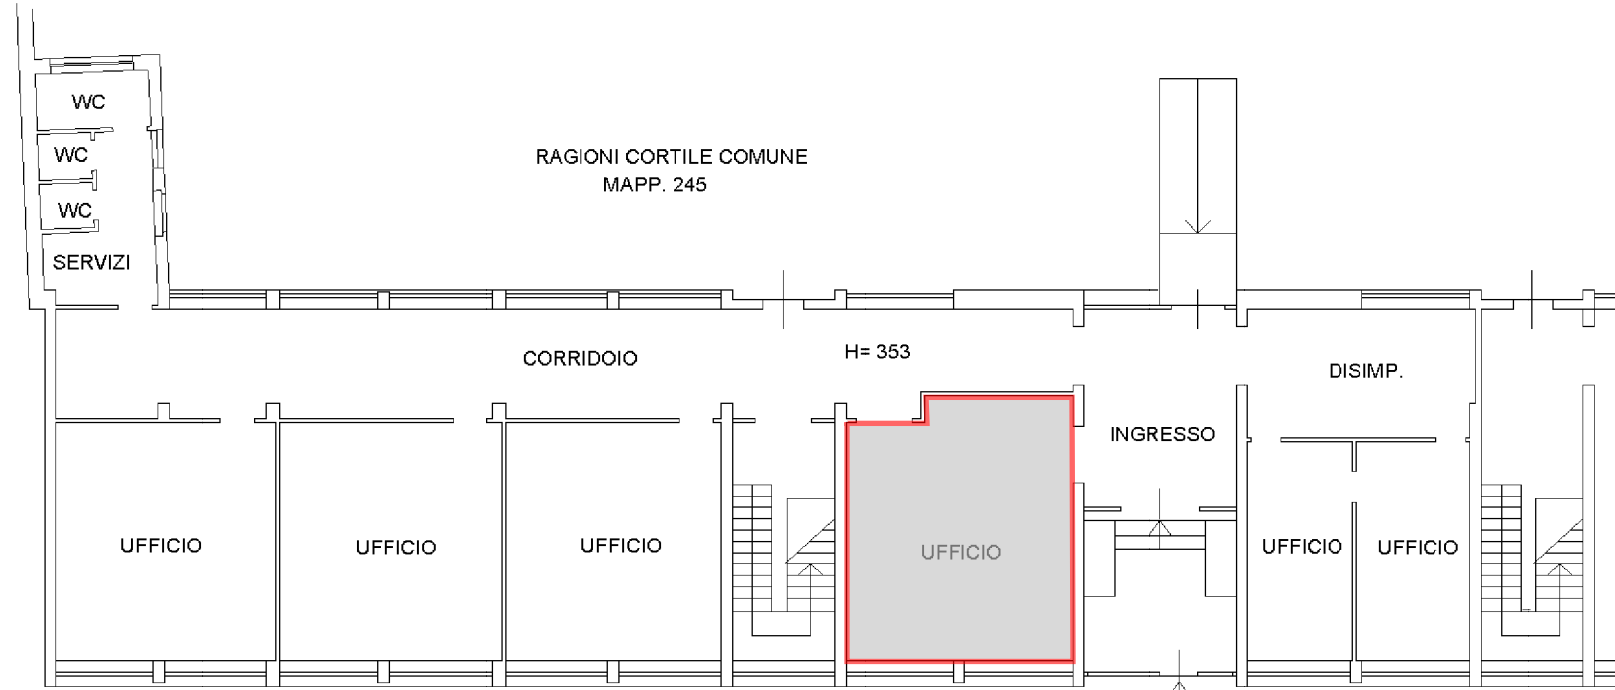 WC
WC
WC
SERVIZI
RAGIONI CORTILE COMUNE
MAPP. 245
CORRIDOIO
H= 353
DISIMP.
INGRESSO
UFFICIO
UFFICIO
UFFICIO
UFFICIO
UFFICIO
UFFICIO